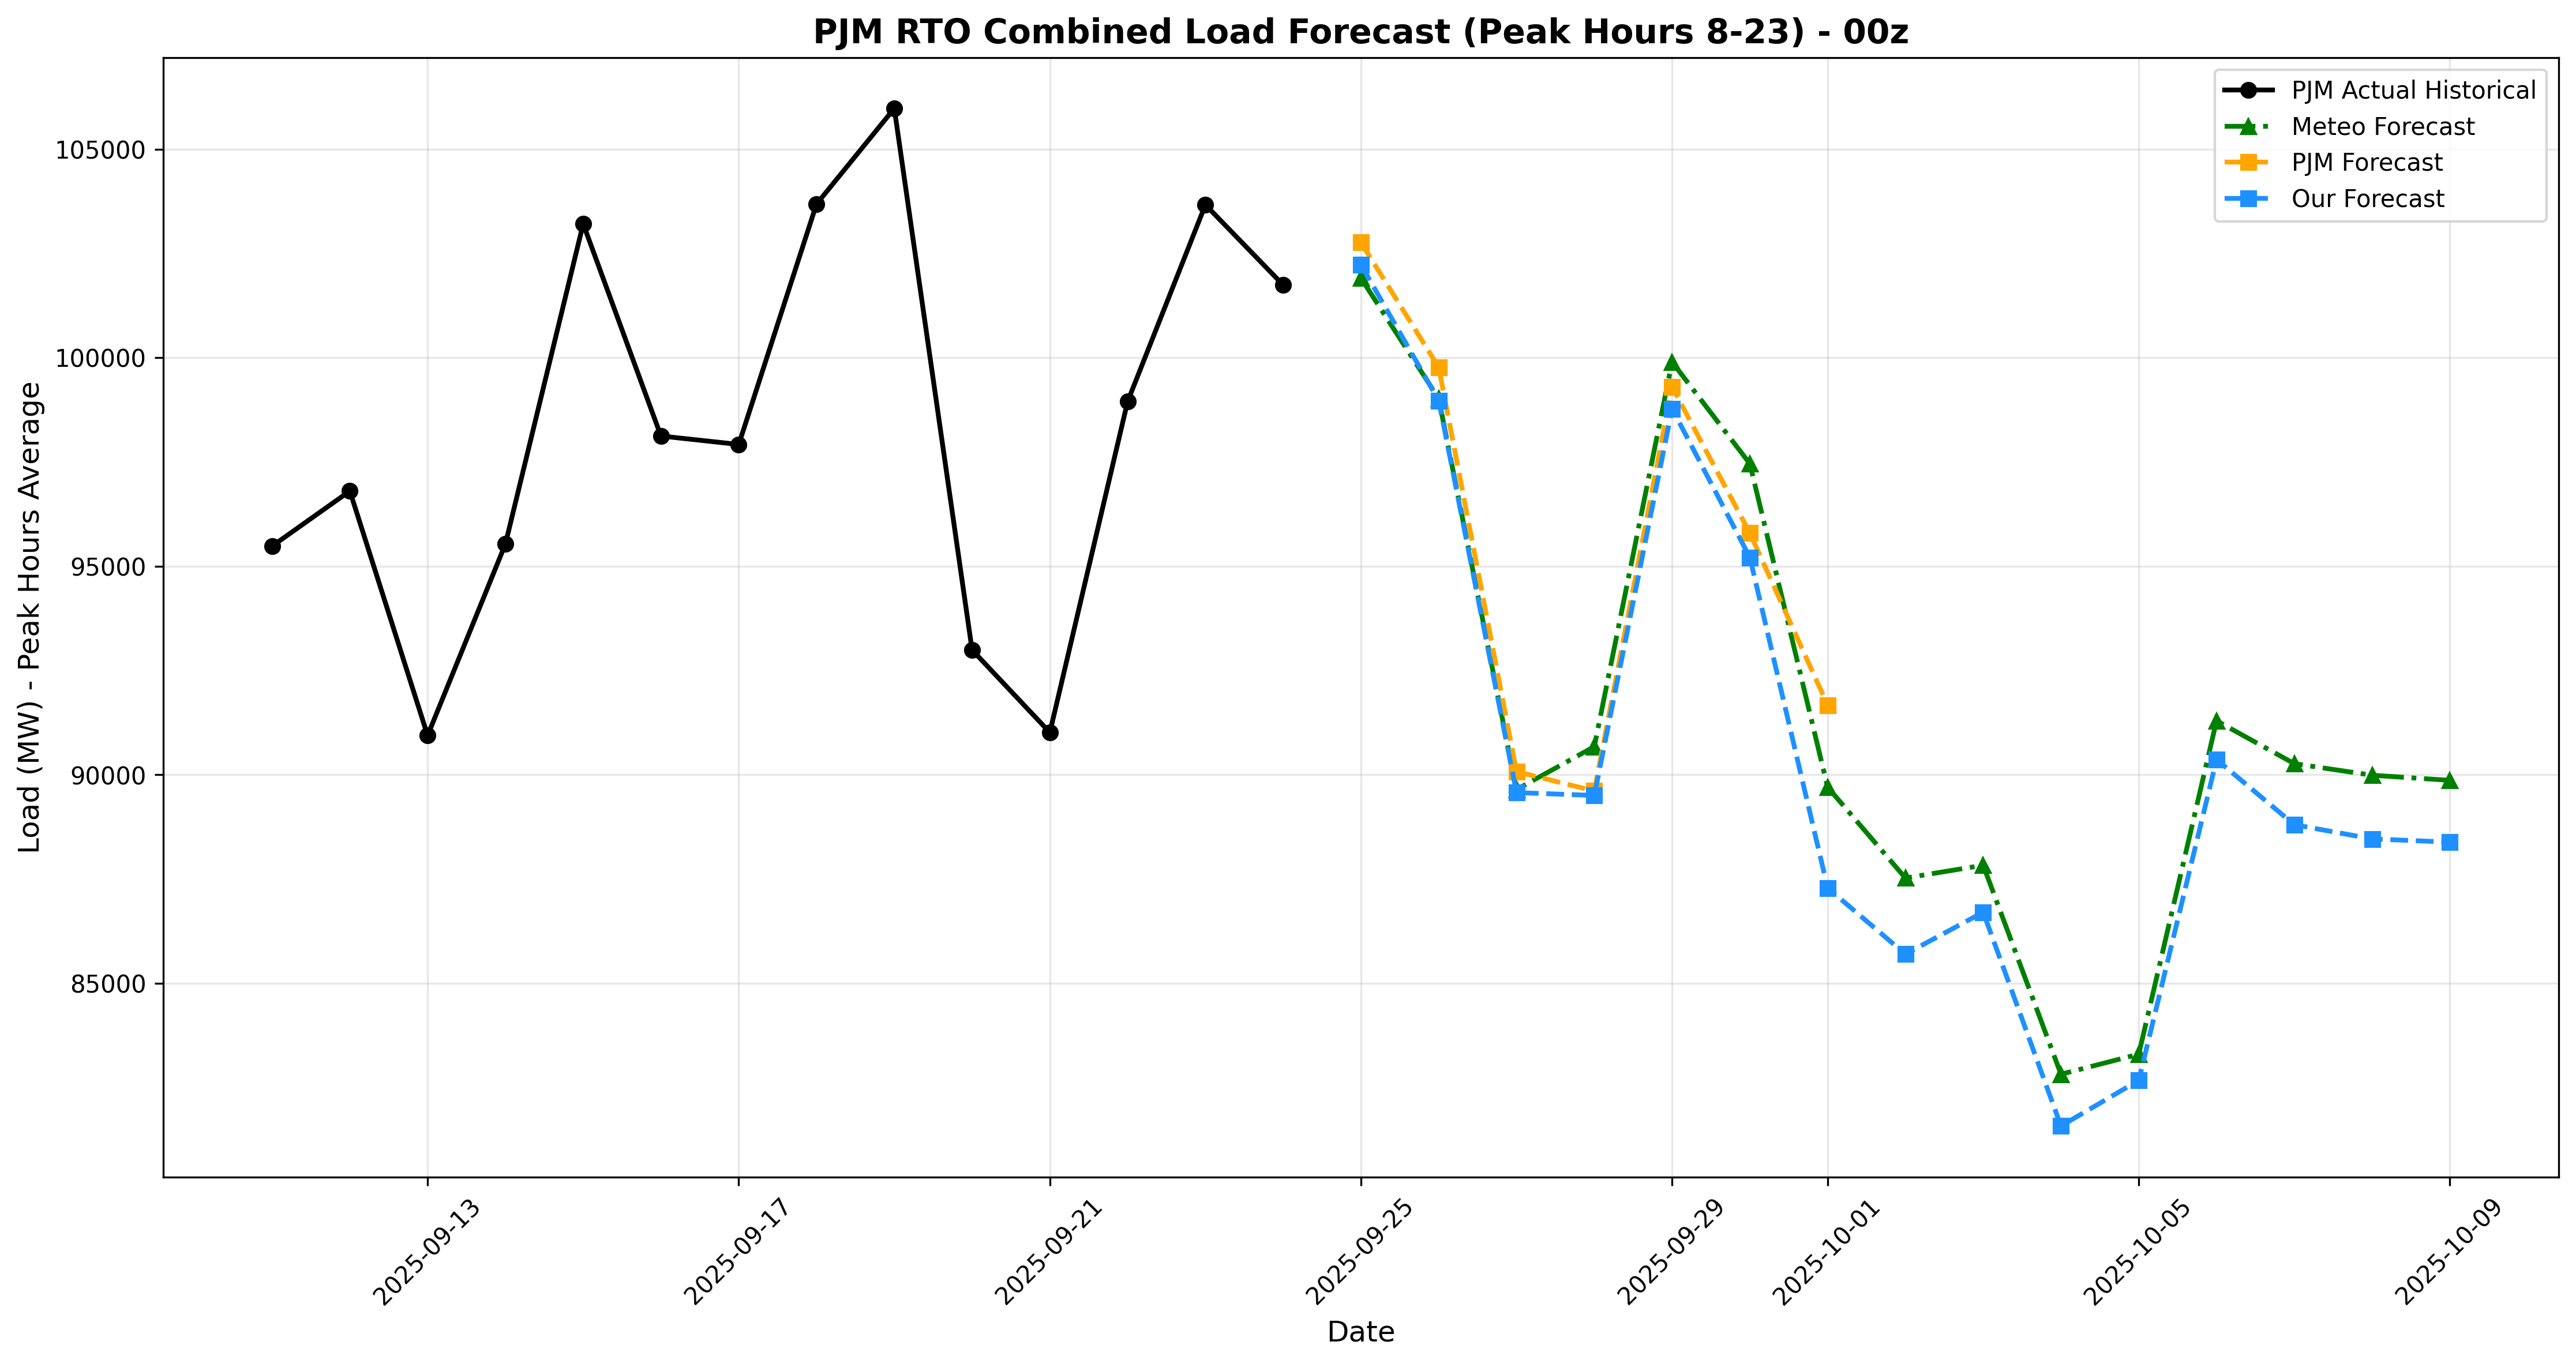 PJM RTO Combined Load Forecast (Peak Hours 8-23) - 00z
PJM Actual Historical
Meteo Forecast
PJM Forecast
Our Forecast
Load (MW) - Peak Hours Average
105000
100000
95000
90000
85000
2025-09-13
2025-09-17
2025-09-21
2025-09-25
2025-09-29
2025-10-01
2025-10-05
2025-10-09
Date